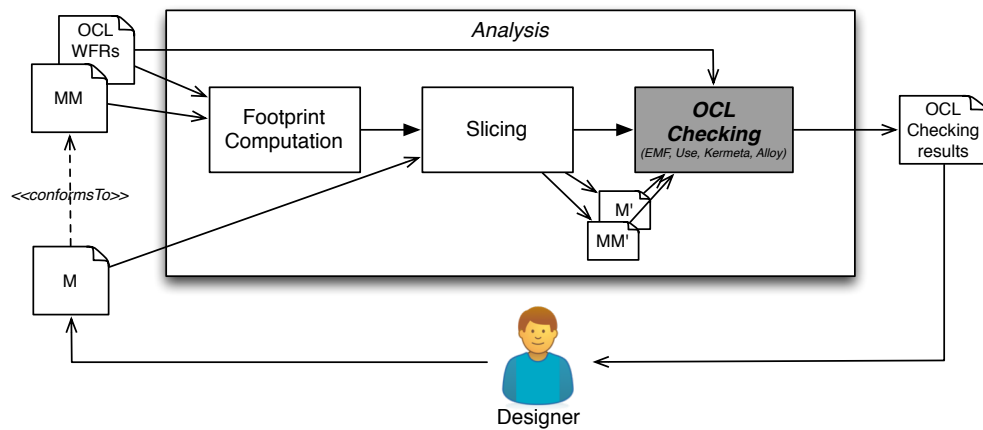 OCL
WFRs
MM
<<conformsTo>>
M
Analysis
Footprint
Computation
Slicing
OCL
Checking
(EMF, Use, Kermeta, Alloy)
M'
MM'
OCL
Checking
results
Designer